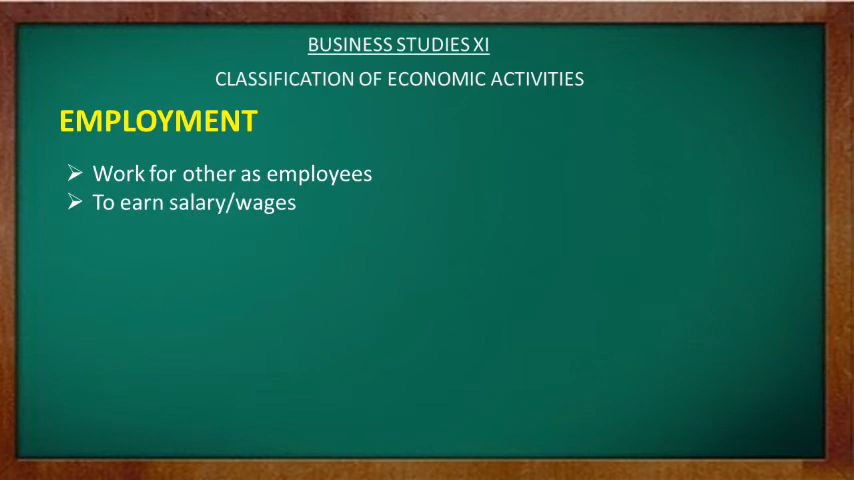 BUSINESS STUDIES XI
CLASSIFICATION OF ECONOMIC ACTIVITIES
EMPLOYMENT
➢ Work for other as employees
➢ To earn salary/wages